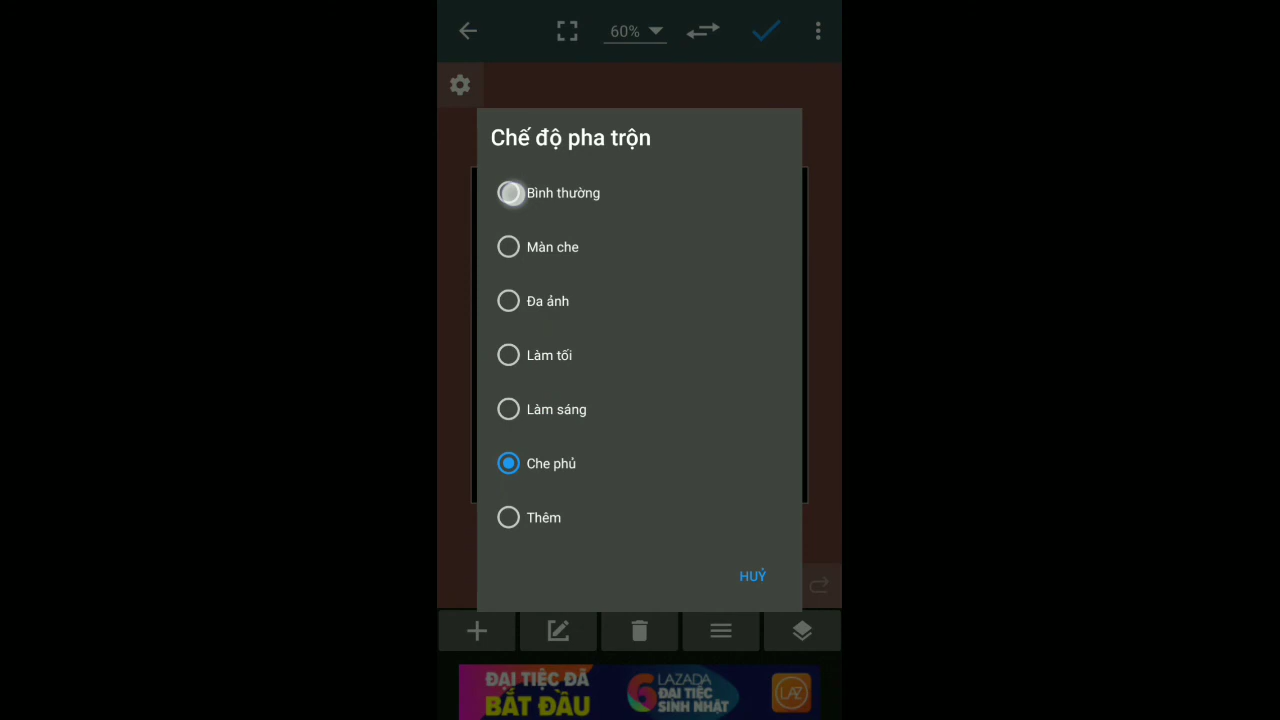 60%
Chế độ pha trộn
Bình thường
Màn che
Đa ảnh
Làm tối
Làm sáng
Che phủ
Thêm
HUỶ
ĐẠI TIỆC ĐÃ
BẮT ĐẦU
6 LAZADA
ĐẠI TIỆC
SINH NHẬT
LAZ